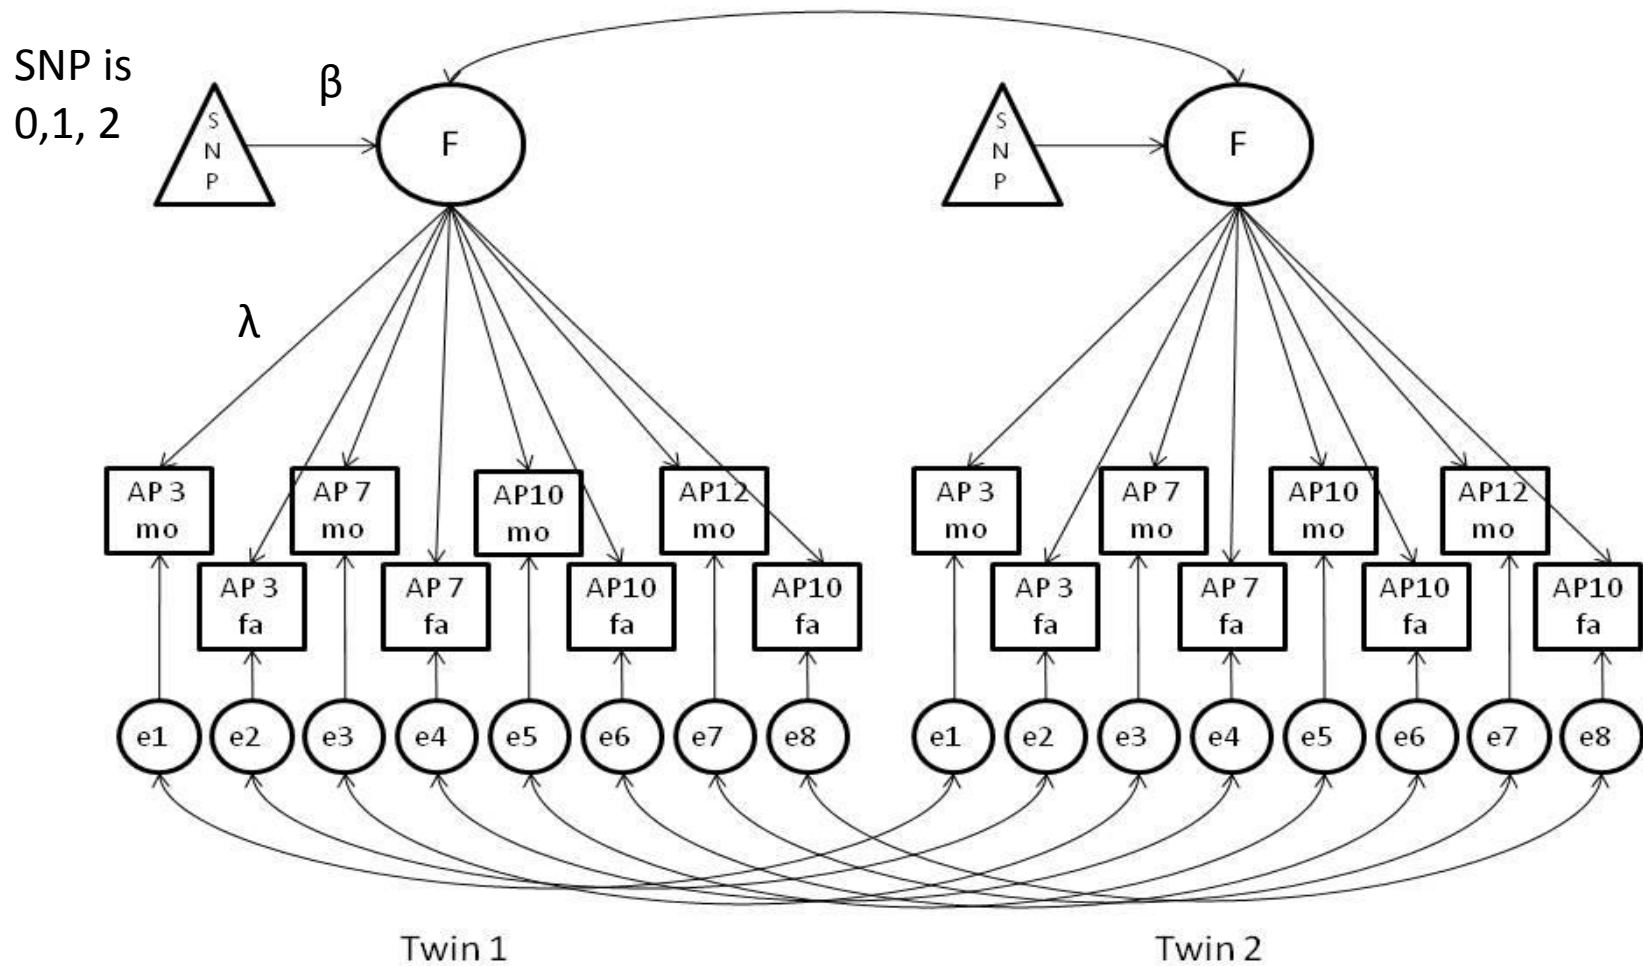 SNP is
0,1, 2
β
S
N
P
F
S
N
P
F
λ
AP 3
mo
AP 7
mo
AP10
mo
AP12
mo
AP 3
mo
AP 7
mo
AP10
mo
AP12
mo
AP 3
fa
AP 7
fa
AP10
fa
AP10
fa
AP 3
fa
AP 7
fa
AP10
fa
AP10
fa
e1
e2
e3
e4
e5
e6
e7
e8
e1
e2
e3
e4
e5
e6
e7
e8
Twin 1
Twin 2